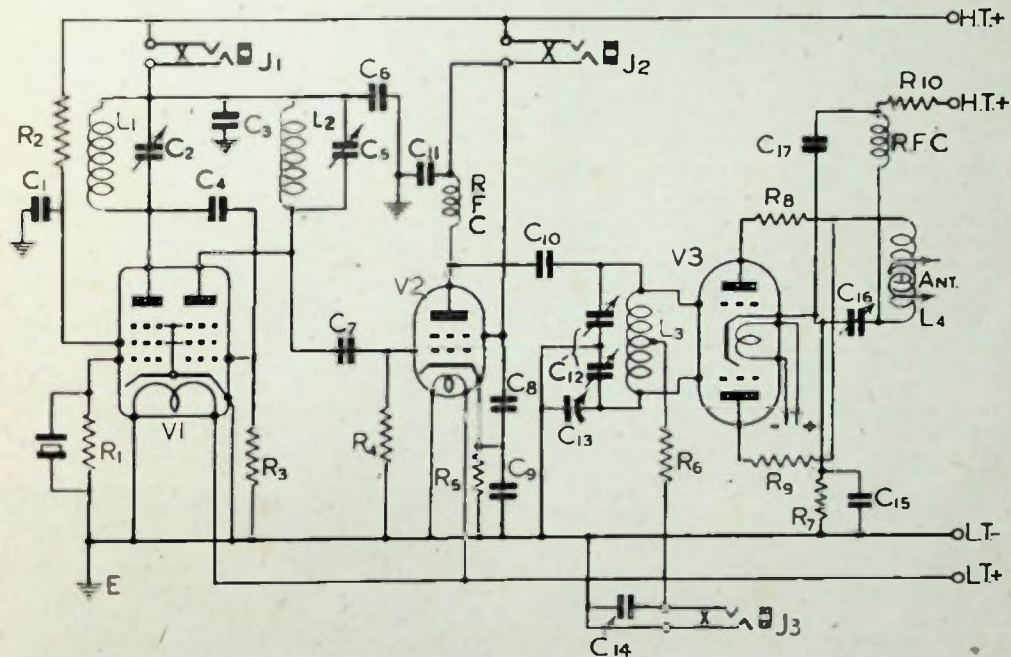 H.T.+
J1
J2
C6
R10
H.T.+
R2
L1
C2
C3
L2
C5
C11
RFC
C17
RFC
C1
C4
R8
C10
V3
ANT.
V2
C16
L4
C7
L3
C12
C8
- +
V1
C13
R1
R3
R4
R5
C9
R6
R9
R7
C15
L.T.-
E
L.T.+
X
X
C14
X
J3